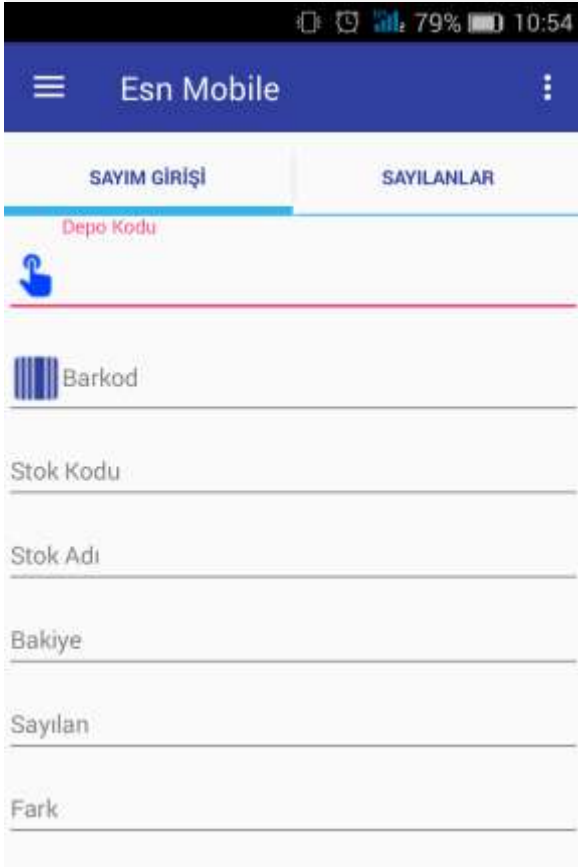 79% 10:54
Esn Mobile
SAYIM GİRİŞİ SAYILANLAR
Depo Kodu
Barkod
Stok Kodu
Stok Adı
Bakiye
Sayılan
Fark